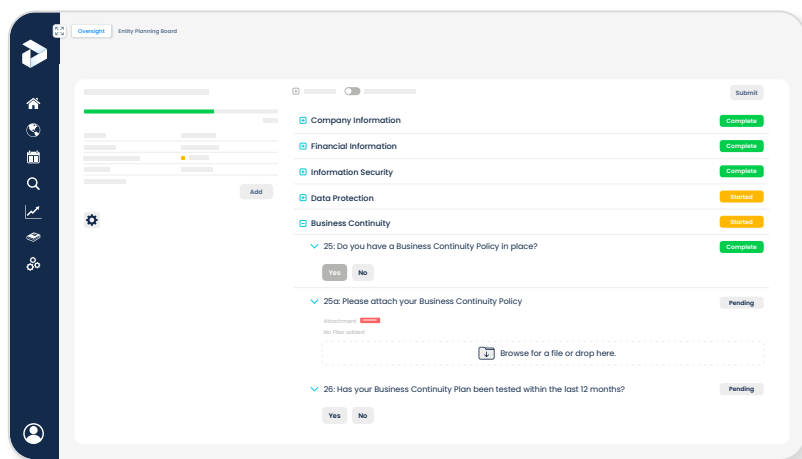 Oversight Entity Planning Board
Submit
Company Information Complete
Financial Information Complete
Information Security Complete
Add
Data Protection Started
Business Continuity Started
25: Do you have a Business Continuity Policy in place? Complete
Yes No
25a: Please attach your Business Continuity Policy Pending
Attachment
No Files added
Browse for a file or drop here.
26: Has your Business Continuity Plan been tested within the last 12 months? Pending
Yes No